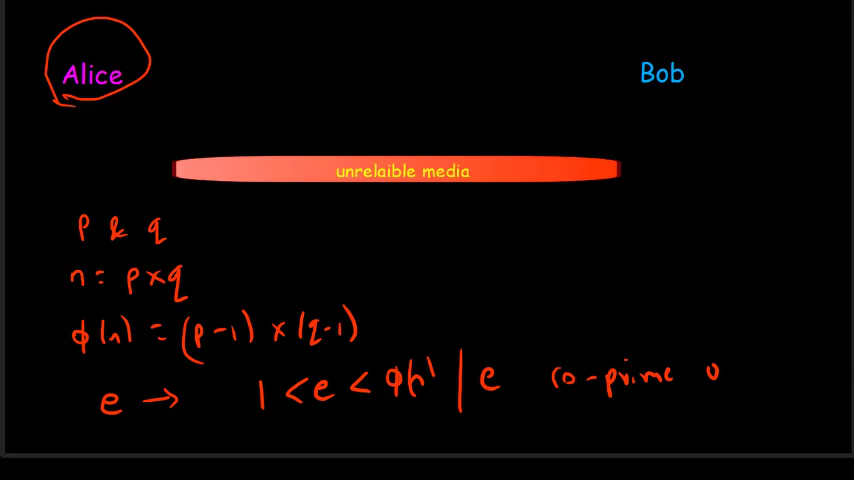 Alice
Bob
unrelaible media
p & q
n = p × q
φ(n) = (p-1) × (q-1)
e → 1 < e < φ(n) | e co-prime